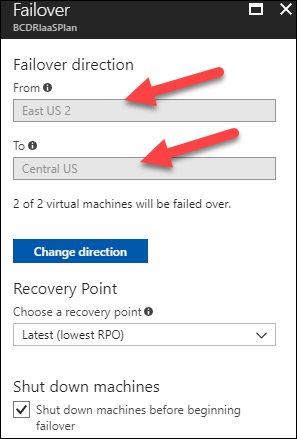 Failover
BCDRIaaSPlan
Failover direction
From
East US 2
To
Central US
2 of 2 virtual machines will be failed over.
Change direction
Recovery Point
Choose a recovery point
Latest (lowest RPO)
Shut down machines
Shut down machines before beginning
failover